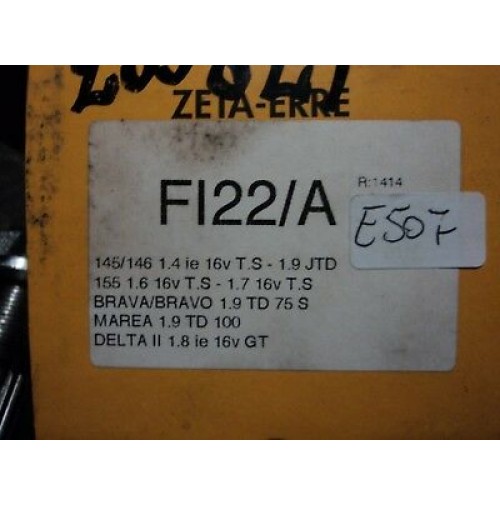 ZETA-ERRE
R:1414
FI22/A
E507
145/146 1.4 ie 16v T.S - 1.9 JTD
155 1.6 16v T.S - 1.7 16v T.S
BRAVA/BRAVO 1.9 TD 75 S
MAREA 1.9 TD 100
DELTA II 1.8 ie 16v GT